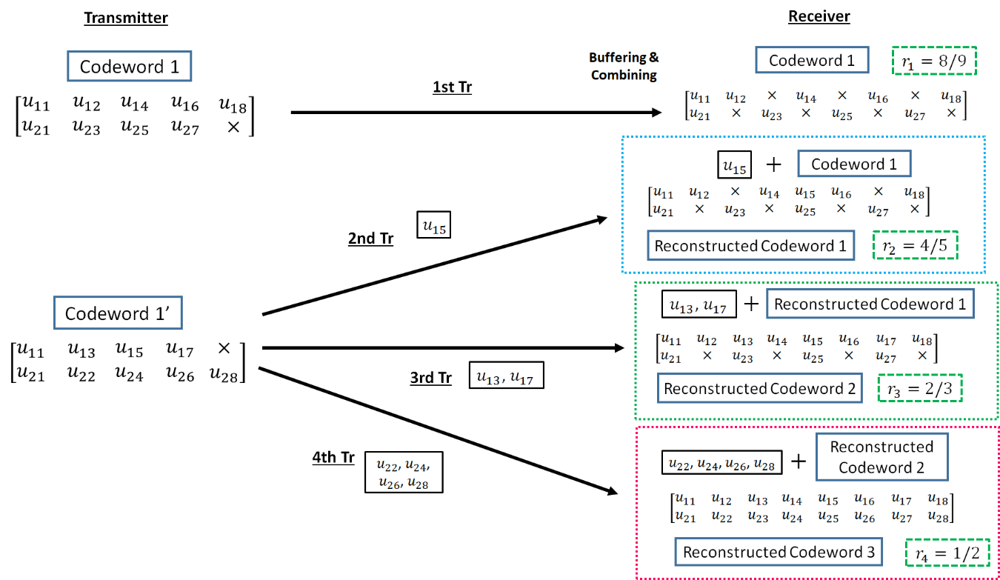 Transmitter
Receiver
Codeword 1
1st Tr
Buffering &
Combining
Codeword 1
r₁ = 8/9
u₁₁ u₁₂ u₁₄ u₁₆ u₁₈
u₂₁ u₂₃ u₂₅ u₂₇ ×
u₁₁ u₁₂ × u₁₄ × u₁₆ × u₁₈
u₂₁ × u₂₃ × u₂₅ × u₂₇ ×
2nd Tr
u₁₅
u₁₅ + Codeword 1
u₁₁ u₁₂ × u₁₄ u₁₅ u₁₆ × u₁₈
u₂₁ × u₂₃ × u₂₅ × u₂₇ ×
Reconstructed Codeword 1
r₂ = 4/5
Codeword 1’
u₁₁ u₁₃ u₁₅ u₁₇ ×
u₂₁ u₂₂ u₂₄ u₂₆ u₂₈
3rd Tr
u₁₃, u₁₇
u₁₃, u₁₇ + Reconstructed Codeword 1
u₁₁ u₁₂ u₁₃ u₁₄ u₁₅ u₁₆ u₁₇ u₁₈
u₂₁ × u₂₃ × u₂₅ × u₂₇ ×
Reconstructed Codeword 2
r₃ = 2/3
4th Tr
u₂₂, u₂₄,
u₂₆, u₂₈
u₂₂, u₂₄, u₂₆, u₂₈ +
Reconstructed
Codeword 2
u₁₁ u₁₂ u₁₃ u₁₄ u₁₅ u₁₆ u₁₇ u₁₈
u₂₁ u₂₂ u₂₃ u₂₄ u₂₅ u₂₆ u₂₇ u₂₈
Reconstructed Codeword 3
r₄ = 1/2